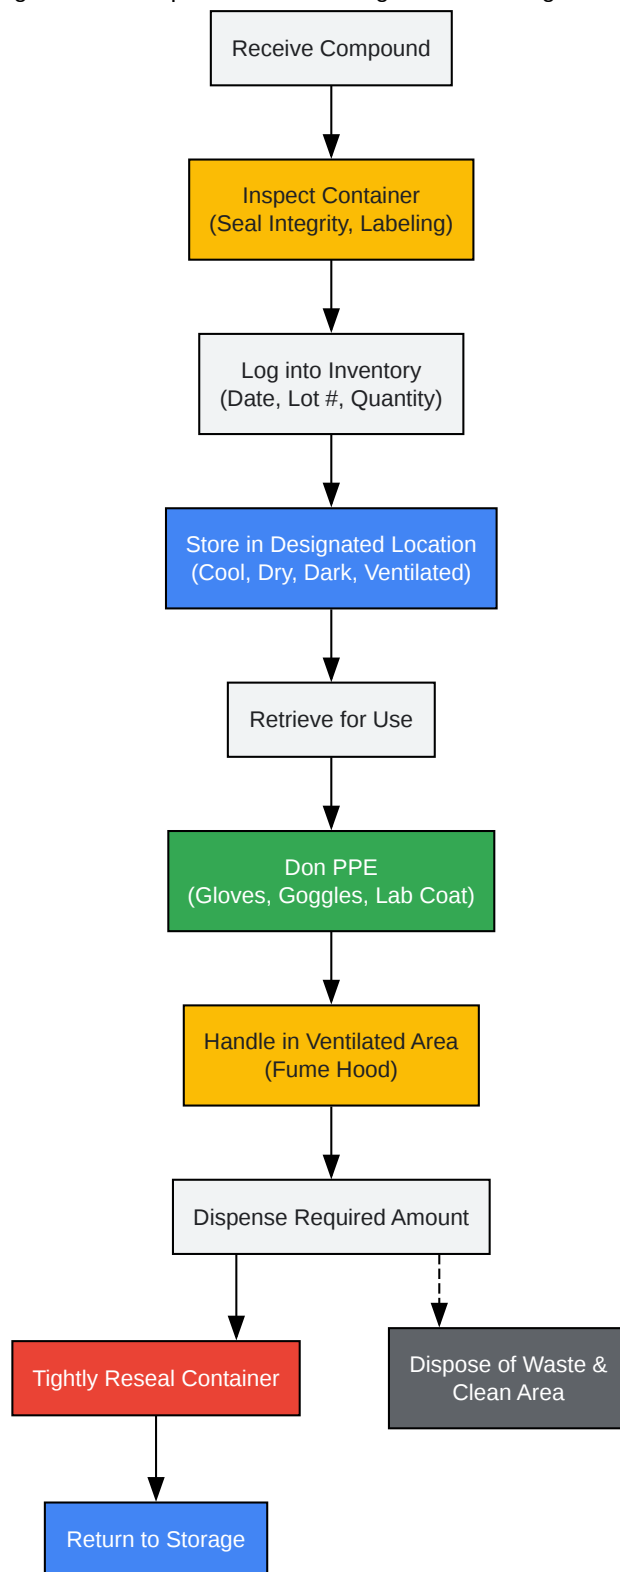 Receive Compound
Inspect Container
(Seal Integrity, Labeling)
Log into Inventory
(Date, Lot #, Quantity)
Store in Designated Location
(Cool, Dry, Dark, Ventilated)
Retrieve for Use
Don PPE
(Gloves, Goggles, Lab Coat)
Handle in Ventilated Area
(Fume Hood)
Dispense Required Amount
Tightly Reseal Container
Dispose of Waste &
Clean Area
Return to Storage